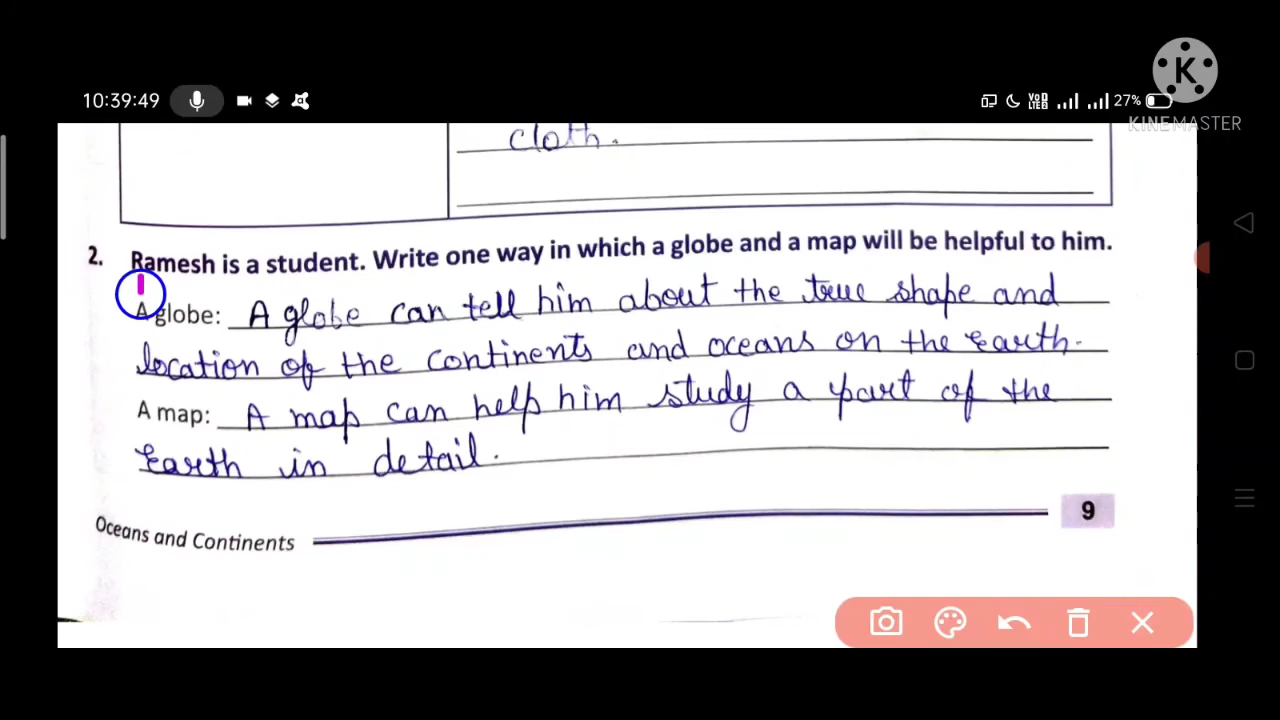 10:39:49
VoD LTE 27%
K
KINEMASTER
cloth.
2. Ramesh is a student. Write one way in which a globe and a map will be helpful to him.
A globe: A globe can tell him about the true shape and
location of the continents and oceans on the earth.
A map: A map can help him study a part of the
Earth in detail.
Oceans and Continents
9